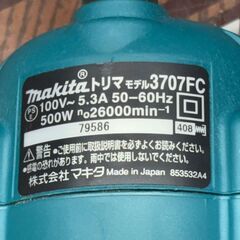 makita® トリマ モデル3707FC
100V~ 5.3A 50-60Hz
500W n₀26000min⁻¹
79586
408
警告 ご使用前に取扱説明書を必ずよくお読みください。
感電の恐れがあります。雨中で使用しないでください。
株式会社 マキタ Made in Japan 853532A4